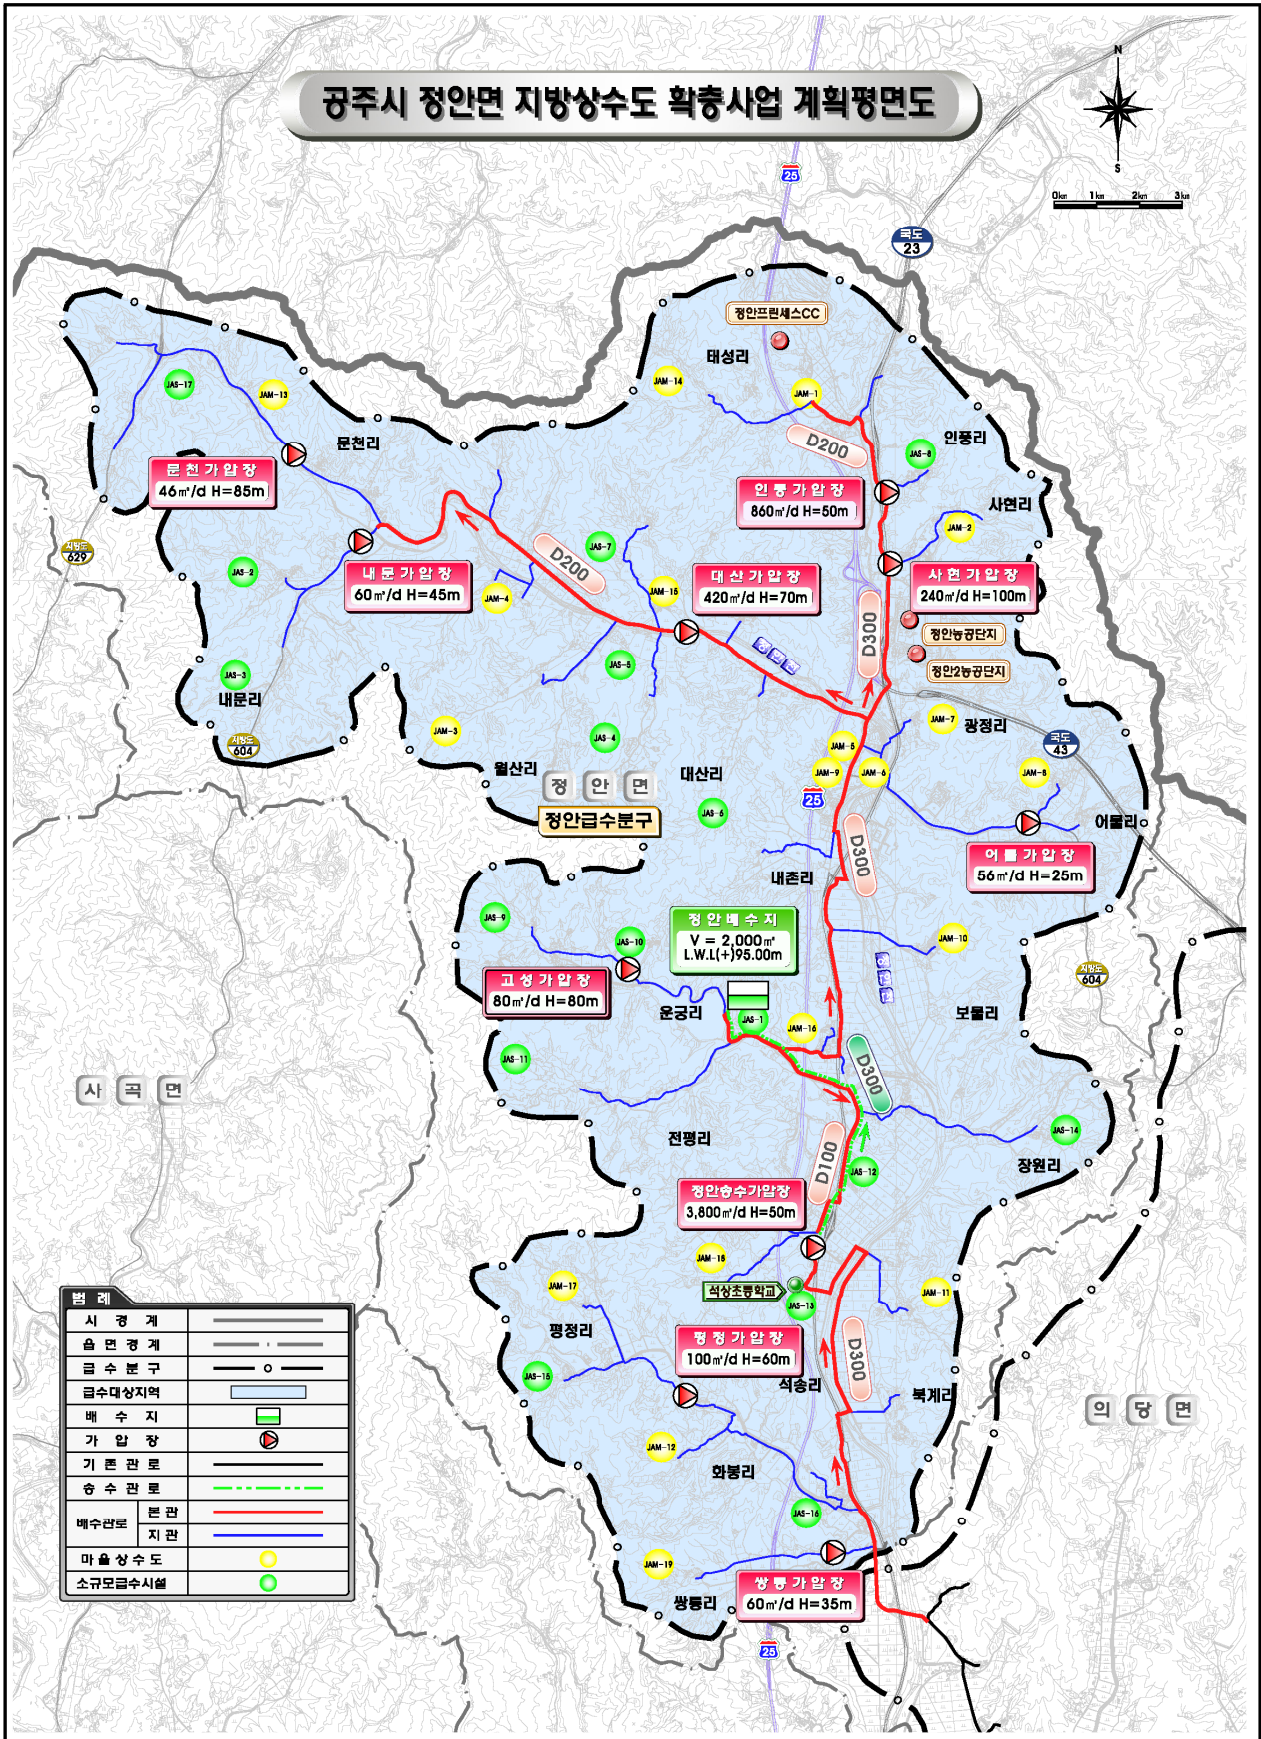 공주시 정안면 지방상수도 확충사업 계획평면도
N
S
0km 1km 2km 3km
25
국도
23
정안프린세스CC
태성리
JAM-14
JAM-1
JAS-17
JAM-13
문천리
D200
인풍리
JAS-8
문천가압장
46㎥/d H=85m
인풍가압장
860㎥/d H=50m
사현리
JAM-2
지방도
629
JAS-2
D200
JAS-7
내문가압장
60㎥/d H=45m
JAM-4
JAM-15
대산가압장
420㎥/d H=70m
사현가압장
240㎥/d H=100m
D300
정안농공단지
정안2농공단지
정안천
JAS-3
내문리
JAS-5
지방도
604
JAM-3
JAS-4
월산리
대산리
JAM-5
JAM-9
JAM-6
JAM-7
광정리
국도
43
JAM-8
정안면
정안급수분구
JAS-6
25
어물리
어물가압장
56㎥/d H=25m
D300
내촌리
JAS-9
JAS-10
정안배수지
V = 2,000㎥
L.W.L(+)95.00m
JAM-10
고성가압장
80㎥/d H=80m
운궁리
JAS-1
JAM-16
보물리
지방도
604
JAS-11
D300
사곡면
전평리
JAS-14
장원리
D100
JAS-12
정안송수가압장
3,800㎥/d H=50m
JAM-18
JAM-17
석상초등학교
JAS-13
JAM-11
평정리
평정가압장
100㎥/d H=60m
D300
석송리
JAS-15
북계리
의당면
JAM-12
화봉리
JAS-16
JAM-19
쌍통리
쌍통가압장
60㎥/d H=35m
25
범례
시경계
읍면경계
급수분구
급수대상지역
배수지
가압장
기존관로
송수관로
배수관로
본관
지관
마을상수도
소규모급수시설